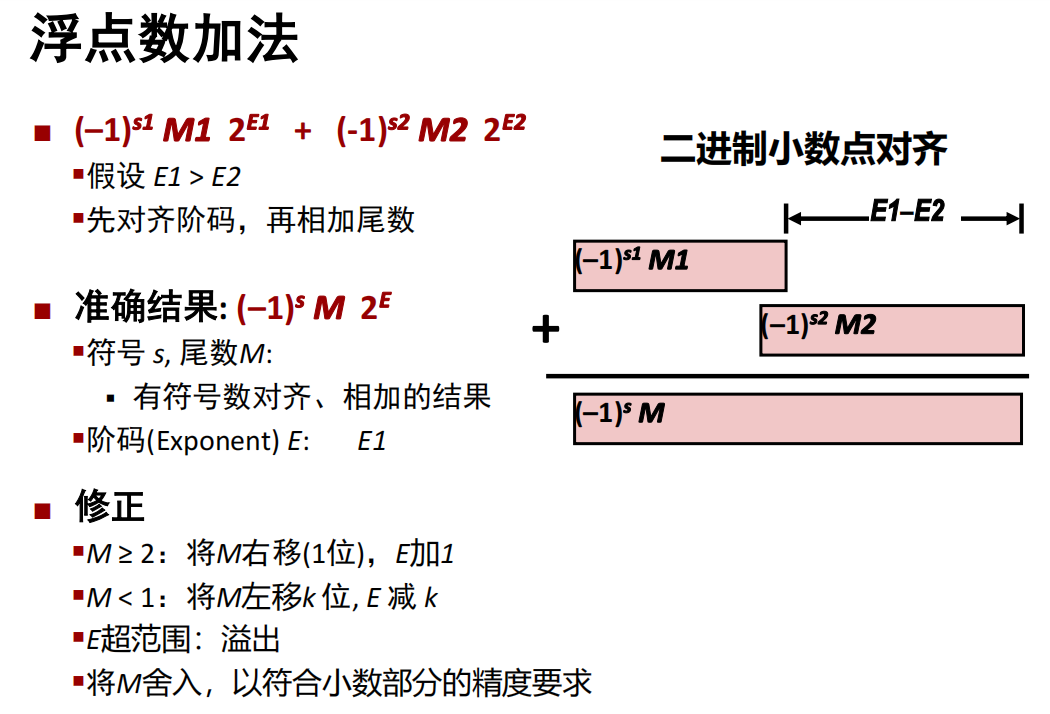 浮点数加法
■ (–1)^s1 M1 2^E1 + (-1)^s2 M2 2^E2
▪假设 E1 > E2
▪先对齐阶码，再相加尾数
■ 准确结果: (–1)^s M 2^E
▪符号 s, 尾数M:
▪ 有符号数对齐、相加的结果
▪阶码(Exponent) E: E1
■ 修正
▪M ≥ 2：将M右移(1位)，E加1
▪M < 1：将M左移k 位, E 减 k
▪E超范围：溢出
▪将M舍入，以符合小数部分的精度要求
二进制小数点对齐
E1–E2
(–1)^s1 M1
+
(–1)^s2 M2
(–1)^s M